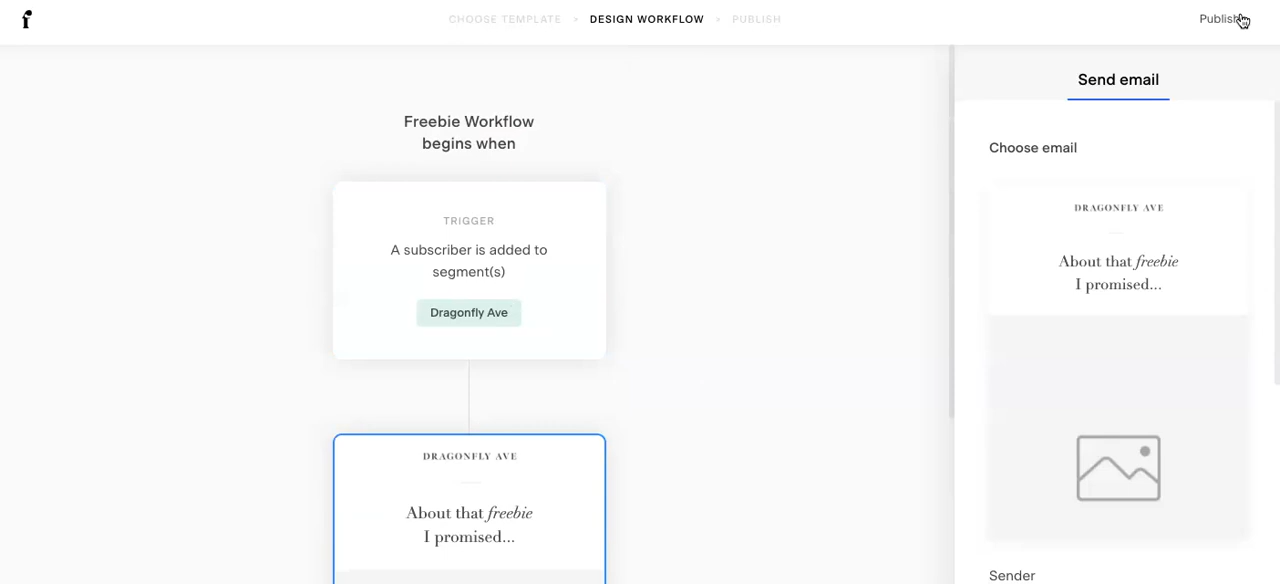 f
CHOOSE TEMPLATE > DESIGN WORKFLOW > PUBLISH
Publish
Freebie Workflow
begins when
TRIGGER
A subscriber is added to
segment(s)
Dragonfly Ave
DRAGONFLY AVE
About that freebie
I promised...
Send email
Choose email
DRAGONFLY AVE
About that freebie
I promised...
Sender